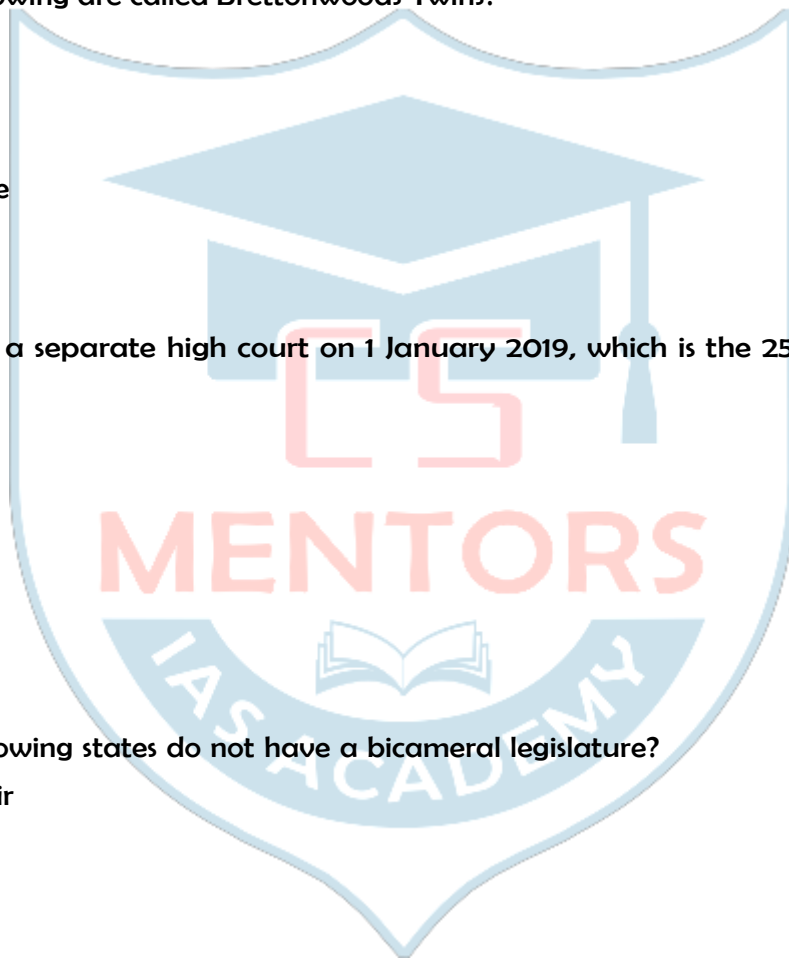 owing are called Brettonwoods Twins?
e
a separate high court on 1 January 2019, which is the 25
CS
MENTORS
IAS ACADEMY
owing states do not have a bicameral legislature?
ir